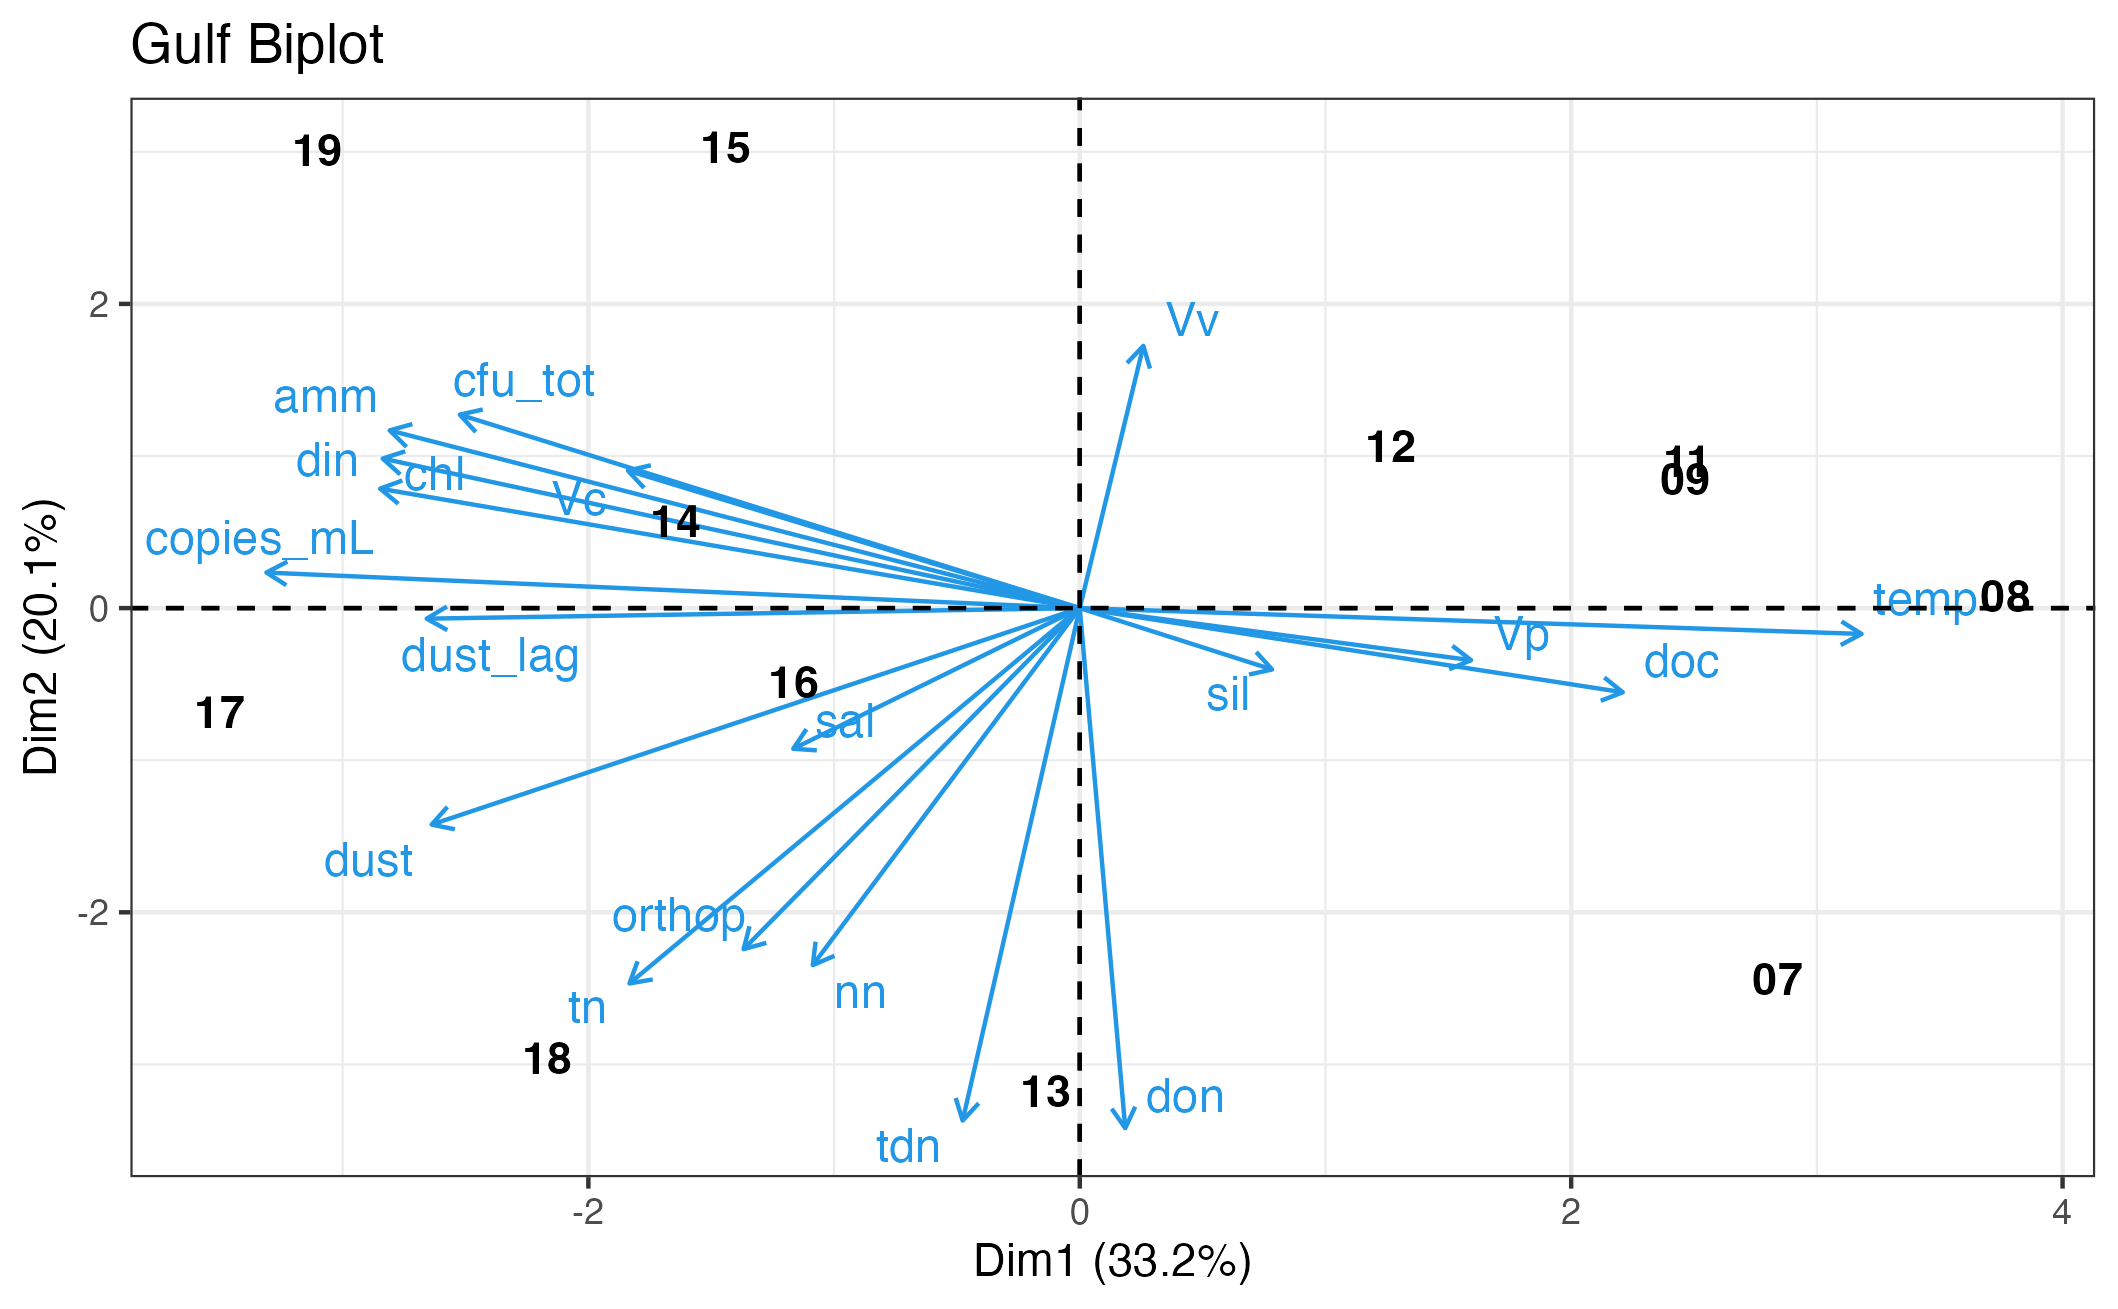 Gulf Biplot
19
15
2
Vv
cfu_tot
amm
12
din
chl
11
09
Vc
14
copies_mL
temp
08
0
Vp
dust_lag
doc
16
sil
17
sal
dust
-2
orthop
07
nn
tn
18
13
don
tdn
-2
0
2
4
Dim1 (33.2%)
Dim2 (20.1%)